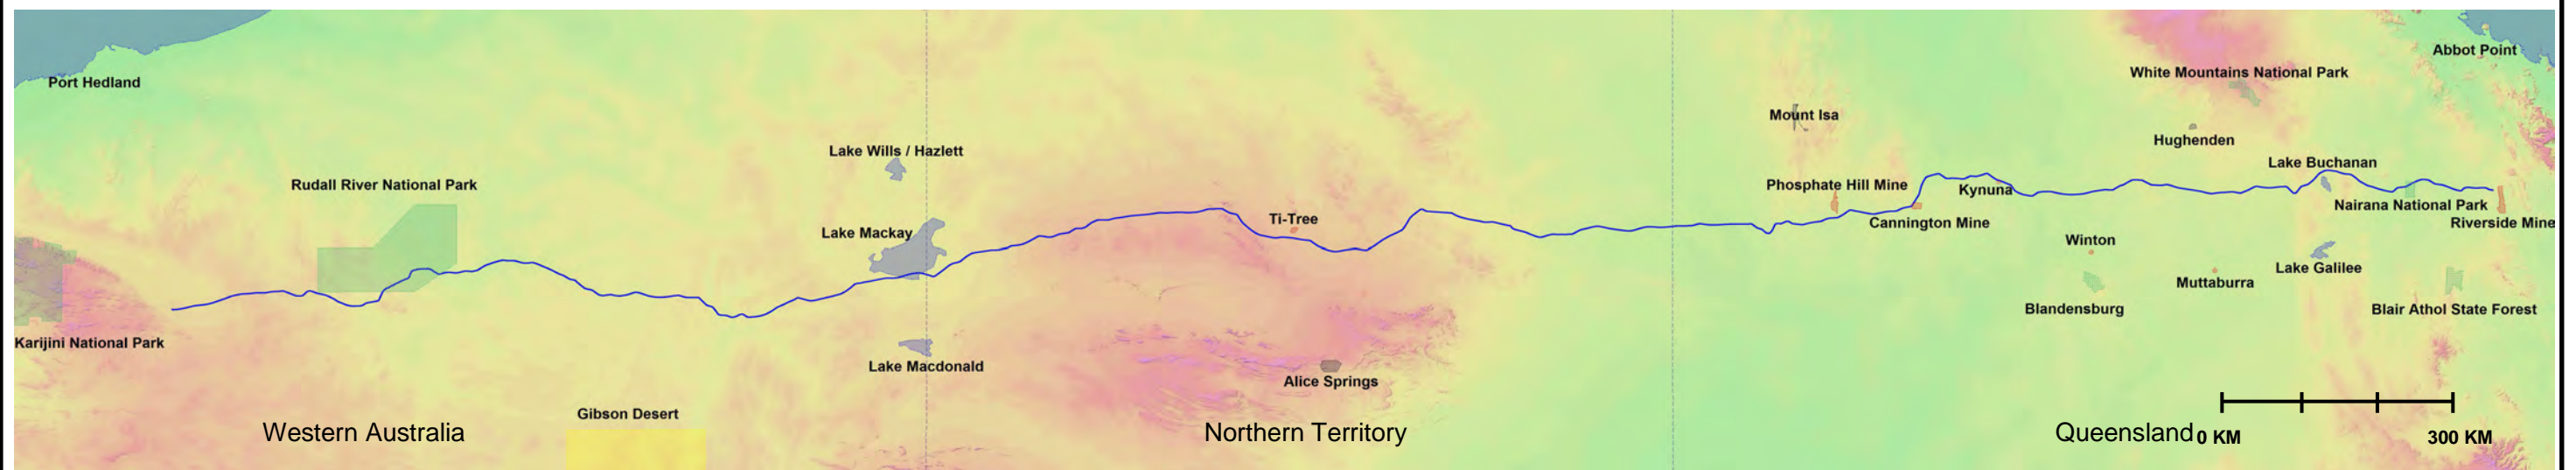 Abbot Point
White Mountains National Park
Port Hedland
Mount Isa
Hughenden
Lake Wills / Hazlett
Lake Buchanan
Rudall River National Park
Phosphate Hill Mine
Kynuna
Nairana National Park
Ti-Tree
Cannington Mine
Riverside Mine
Lake Mackay
Winton
Lake Galilee
Muttaburra
Blandensburg
Blair Athol State Forest
Karijini National Park
Lake Macdonald
Alice Springs
Gibson Desert
Western Australia
Northern Territory
Queensland
0 KM
300 KM